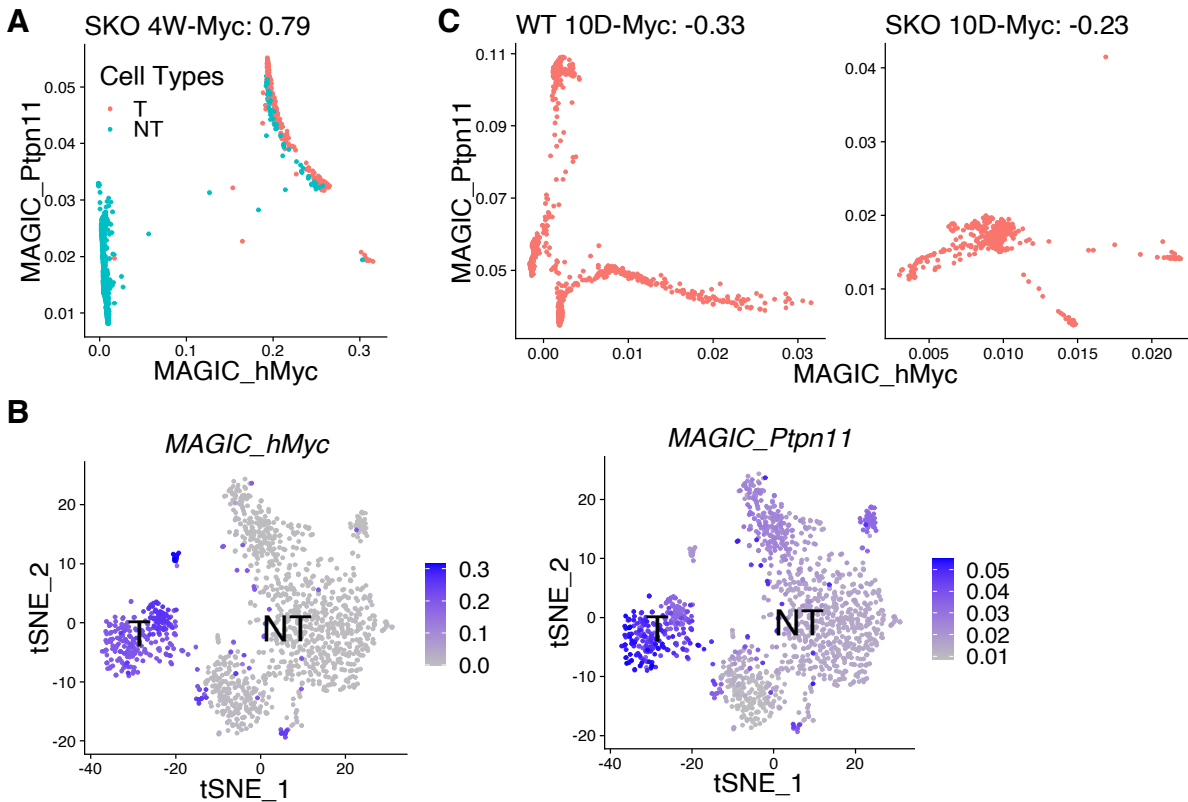 A
SKO 4W-Myc: 0.79
Cell Types
T
NT
MAGIC_Ptpn11
0.05
0.04
0.03
0.02
0.01
0.0
0.1
0.2
0.3
MAGIC_hMyc
C
WT 10D-Myc: -0.33
MAGIC_Ptpn11
0.11
0.09
0.07
0.05
0.00
0.01
0.02
0.03
SKO 10D-Myc: -0.23
0.04
0.03
0.02
0.01
0.005
0.010
0.015
0.020
MAGIC_hMyc
B
MAGIC_hMyc
tSNE_2
20
10
0
-10
-20
-40
-20
0
20
tSNE_1
T
NT
0.3
0.2
0.1
0.0
MAGIC_Ptpn11
tSNE_2
20
10
0
-10
-20
-40
-20
0
20
tSNE_1
T
NT
0.05
0.04
0.03
0.02
0.01